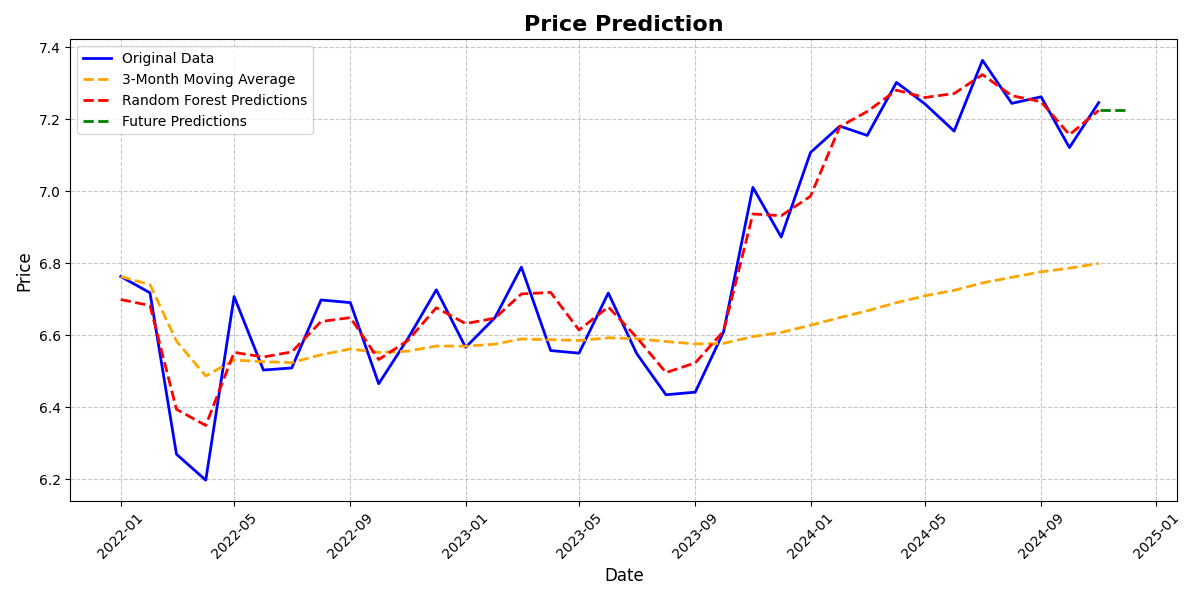 Price Prediction
7.4
7.2
7.0
6.8
6.6
6.4
6.2
Price
Original Data
3-Month Moving Average
Random Forest Predictions
Future Predictions
2022-01
2022-05
2022-09
2023-01
2023-05
2023-09
2024-01
2024-05
2024-09
2025-01
Date